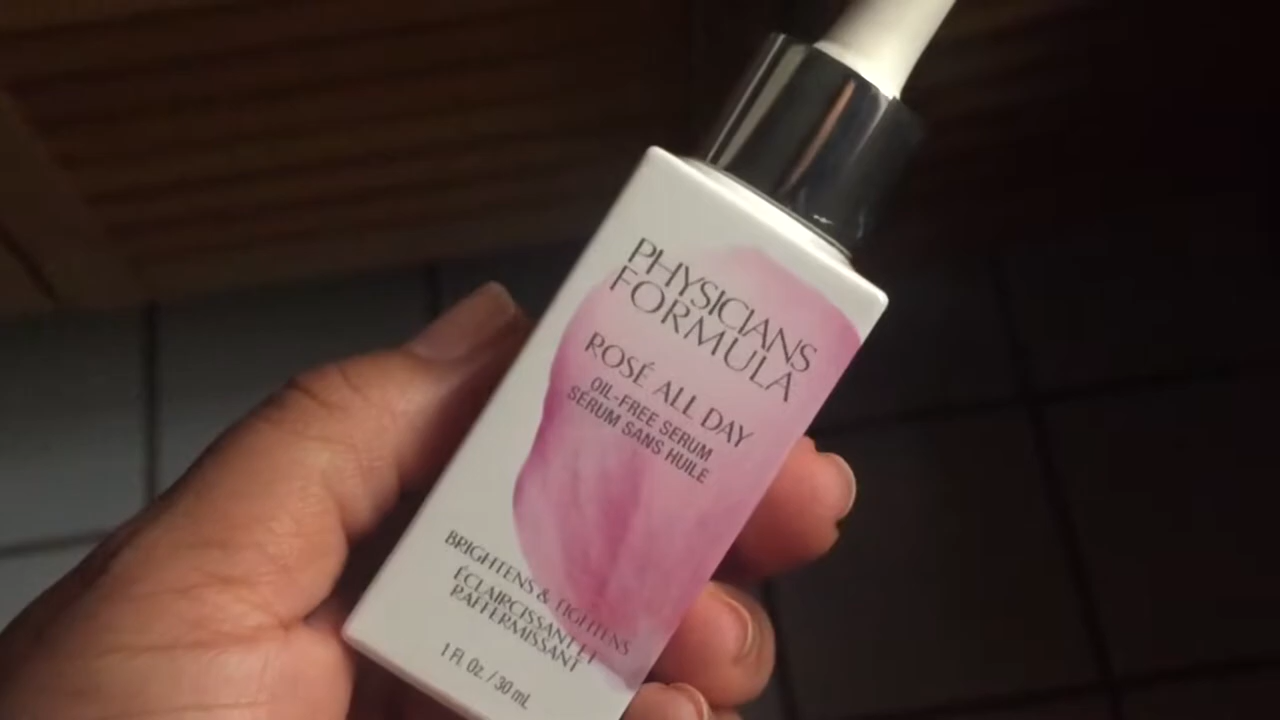 PHYSICIANS
FORMULA
ROSÉ ALL DAY
OIL-FREE SERUM
SÉRUM SANS HUILE
BRIGHTENS & TIGHTENS
ÉCLAIRCISSANT ET
RAFFERMISSANT
1 FL OZ. / 30 mL